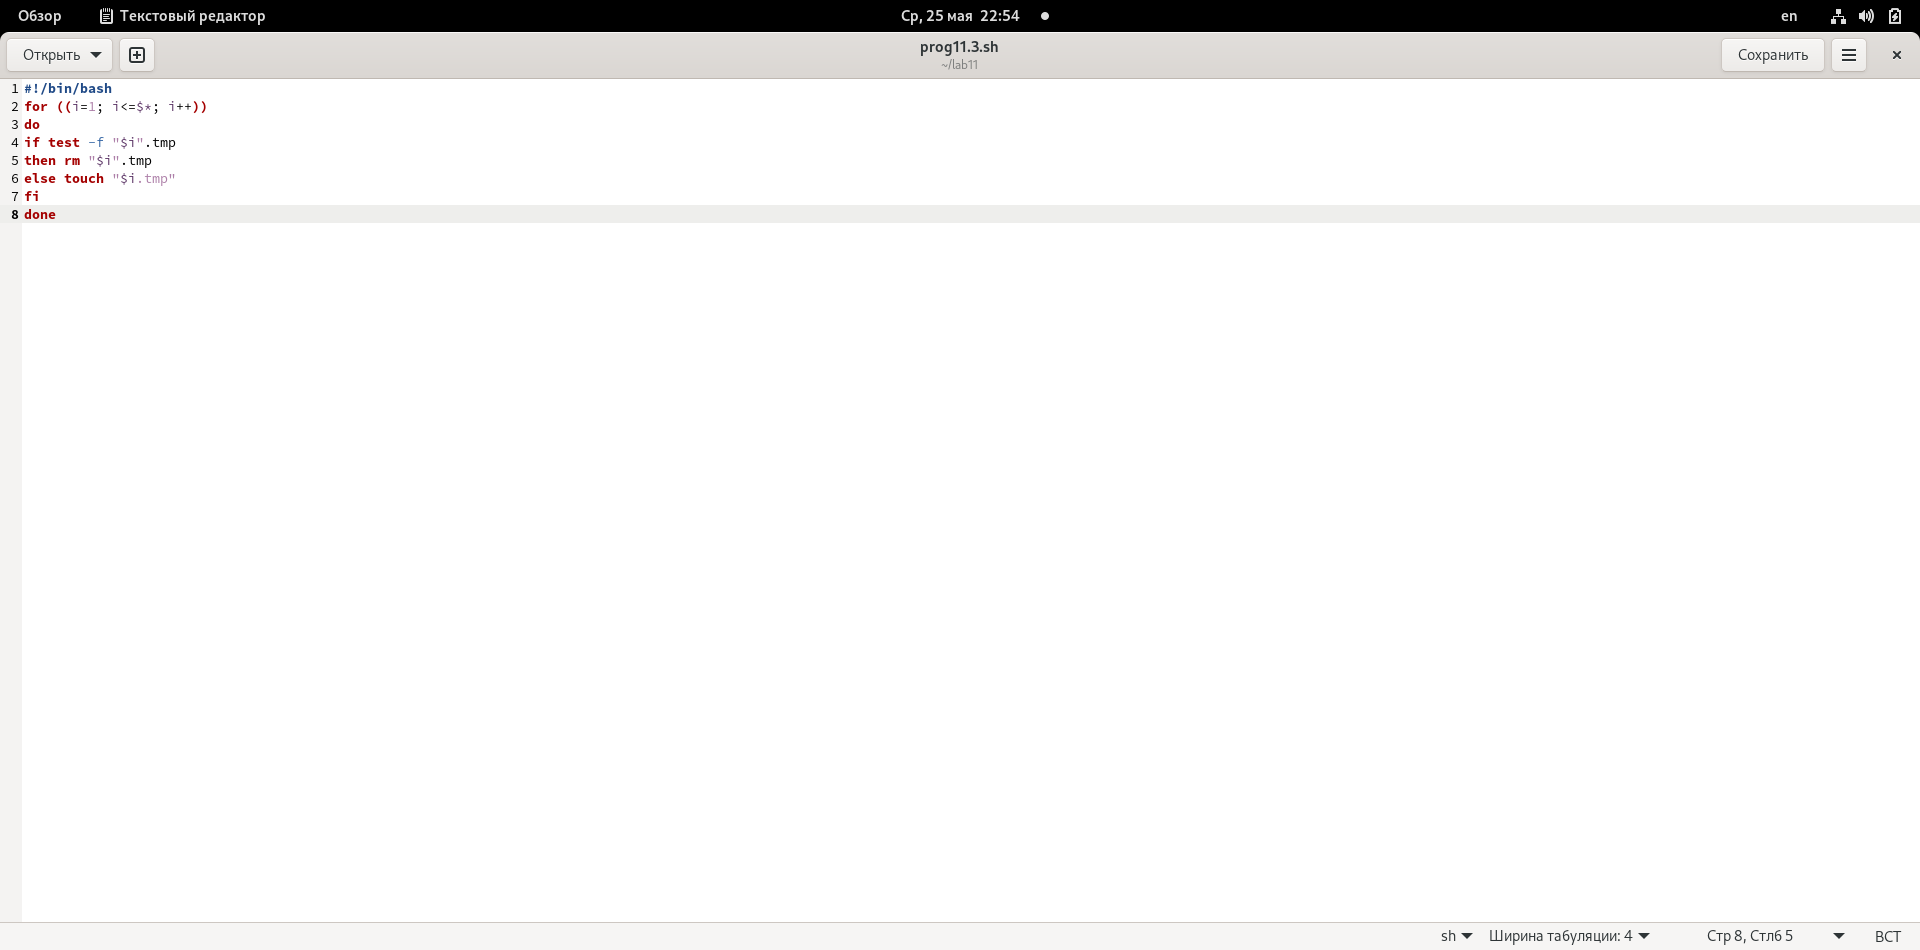 Обзор Текстовый редактор Ср, 25 мая 22:54 en
Открыть prog11.3.sh Сохранить
~/lab11
1 #!/bin/bash
2 for ((i=1; i<=$*; i++))
3 do
4 if test -f "$i".tmp
5 then rm "$i".tmp
6 else touch "$i.tmp"
7 fi
8 done
sh Ширина табуляции: 4 Стр 8, Стлб 5 ВСТ